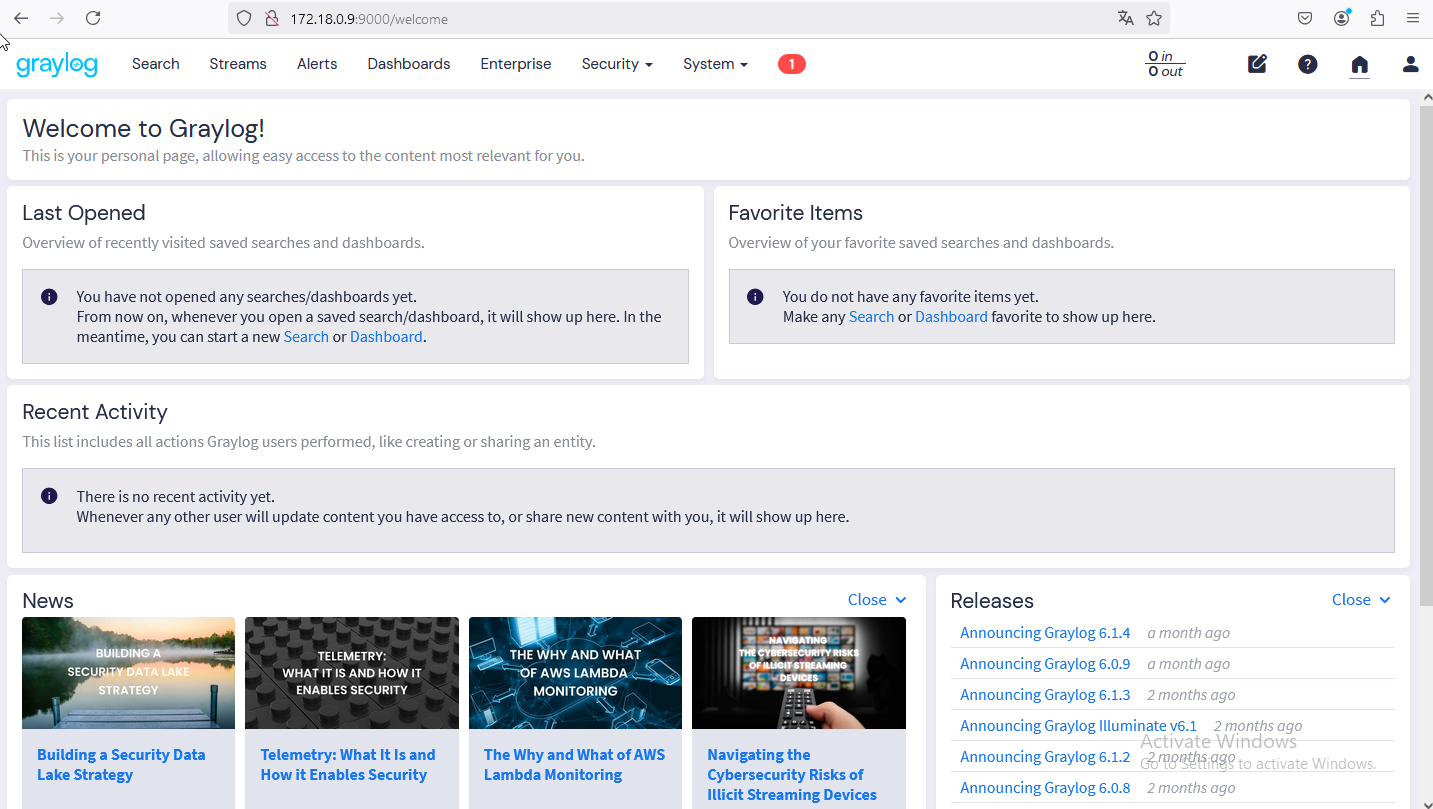 172.18.0.9:9000/welcome
graylog
Search Streams Alerts Dashboards Enterprise Security System 1
0 in
0 out
Welcome to Graylog!
This is your personal page, allowing easy access to the content most relevant for you.
Last Opened
Overview of recently visited saved searches and dashboards.
You have not opened any searches/dashboards yet.
From now on, whenever you open a saved search/dashboard, it will show up here. In the
meantime, you can start a new Search or Dashboard.
Favorite Items
Overview of your favorite saved searches and dashboards.
You do not have any favorite items yet.
Make any Search or Dashboard favorite to show up here.
Recent Activity
This list includes all actions Graylog users performed, like creating or sharing an entity.
There is no recent activity yet.
Whenever any other user will update content you have access to, or share new content with you, it will show up here.
News
Close
BUILDING A
SECURITY DATA LAKE
STRATEGY
Building a Security Data
Lake Strategy
TELEMETRY:
WHAT IT IS AND HOW IT
ENABLES SECURITY
Telemetry: What It Is and
How it Enables Security
THE WHY AND WHAT
OF AWS LAMBDA
MONITORING
The Why and What of AWS
Lambda Monitoring
NAVIGATING
THE CYBERSECURITY RISKS
OF ILLICIT STREAMING
DEVICES
Navigating the
Cybersecurity Risks of
Illicit Streaming Devices
Releases
Close
Announcing Graylog 6.1.4 a month ago
Announcing Graylog 6.0.9 a month ago
Announcing Graylog 6.1.3 2 months ago
Announcing Graylog Illuminate v6.1 2 months ago
Announcing Graylog 6.1.2 2 months ago
Announcing Graylog 6.0.8 2 months ago
Activate Windows
Go to Settings to activate Windows.